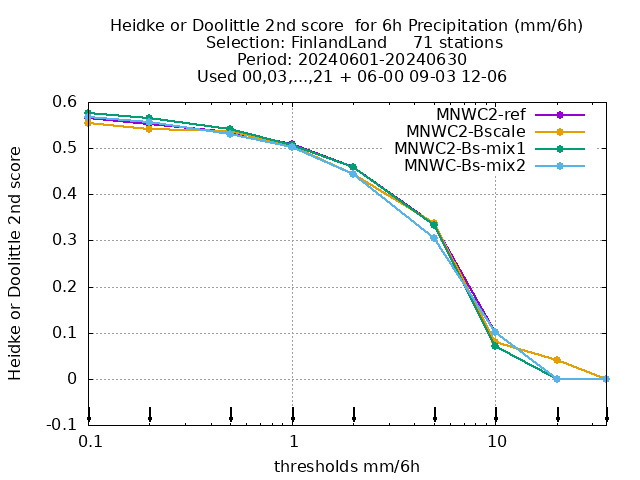 Heidke or Doolittle 2nd score  for 6h Precipitation (mm/6h)
Selection: FinlandLand     71 stations
Period: 20240601-20240630
Used 00,03,...,21 + 06-00 09-03 12-06
Heidke or Doolittle 2nd score
0.6
0.5
0.4
0.3
0.2
0.1
0
-0.1
MNWC2-ref
MNWC2-Bscale
MNWC2-Bs-mix1
MNWC-Bs-mix2
0.1
1
10
thresholds mm/6h